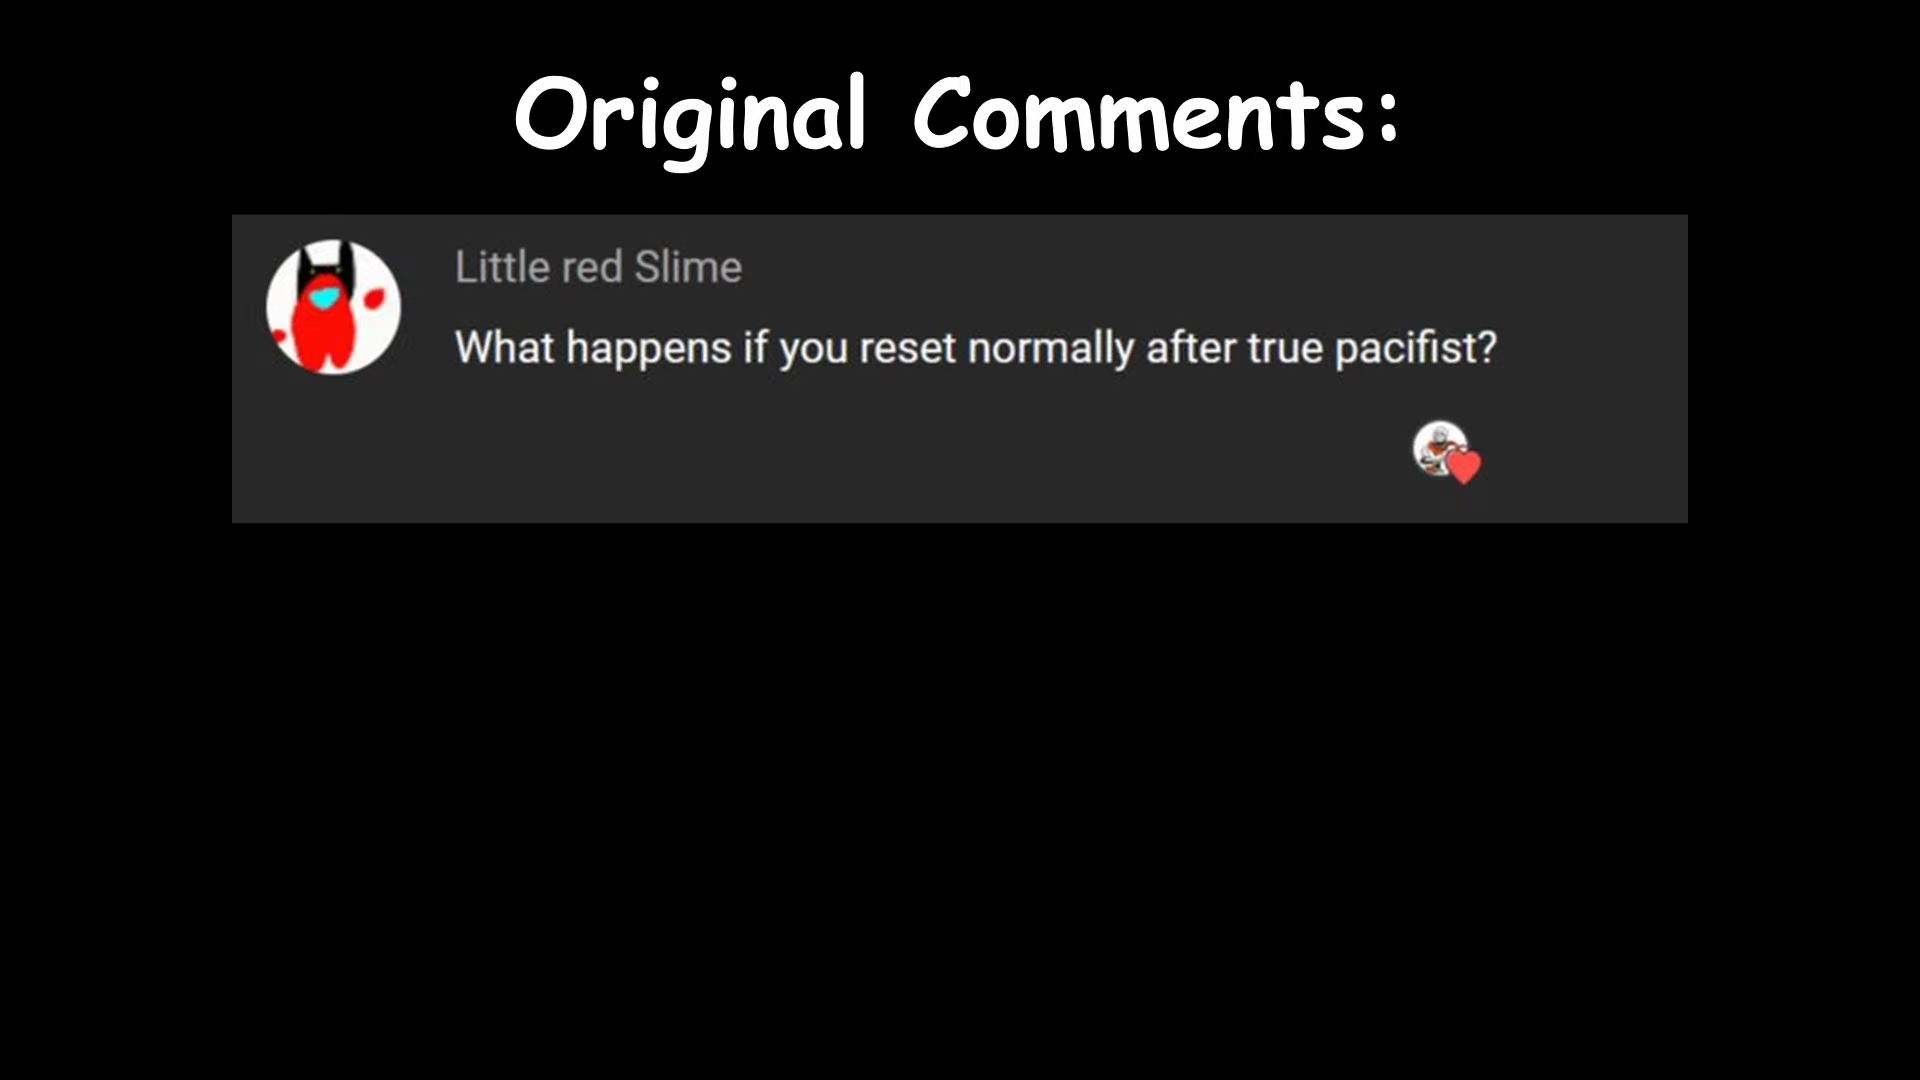 Original Comments:
Little red Slime
What happens if you reset normally after true pacifist?